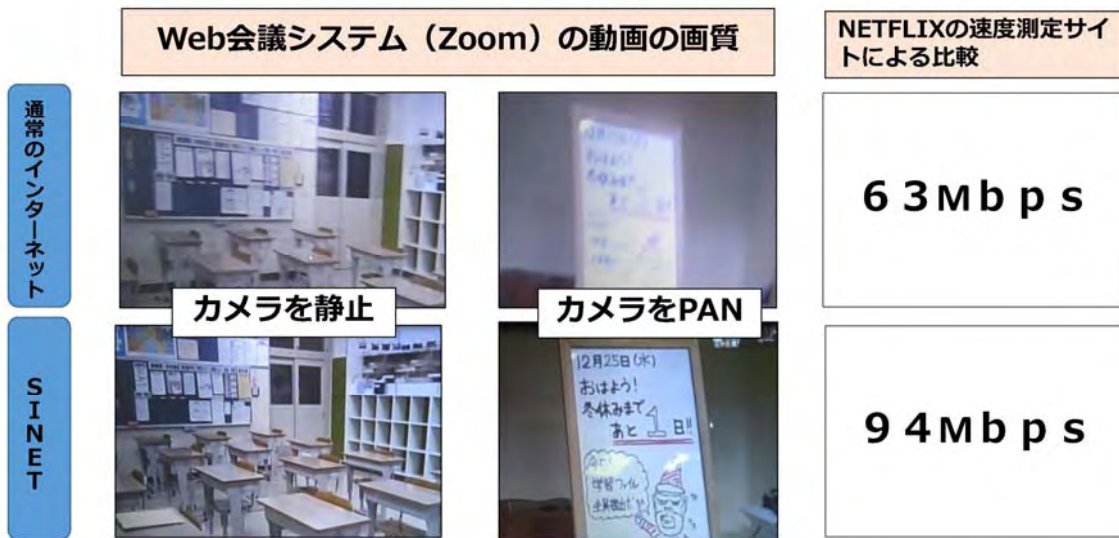 Web会議システム（Zoom）の動画の画質
NETFLIXの速度測定サイ
トによる比較
通常のインターネット
６３Ｍｂｐｓ
カメラを静止
カメラをPAN
SINET
12月25日(水)
おはよう!
冬休みまで
あと 1 日!!
学習ファイル
９４Ｍｂｐｓ